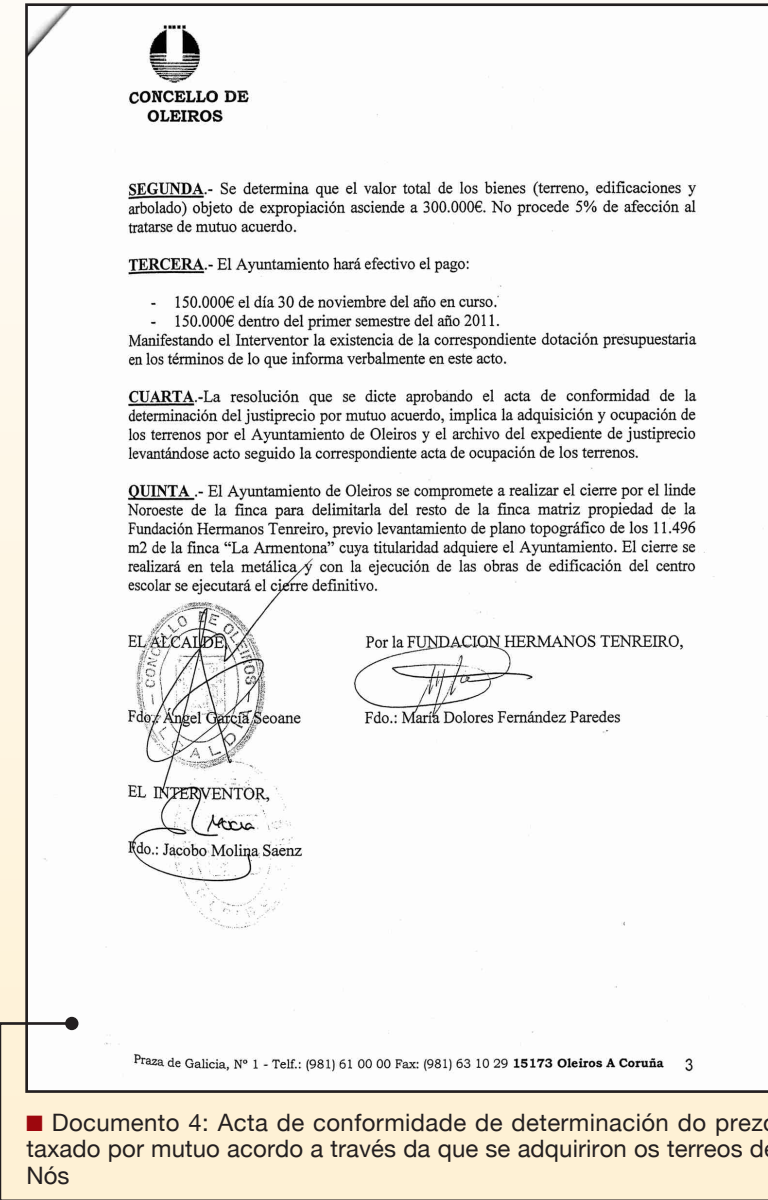 CONCELLO DE
OLEIROS
SEGUNDA.- Se determina que el valor total de los bienes (terreno, edificaciones y
arbolado) objeto de expropiación asciende a 300.000€. No procede 5% de afección al
tratarse de mutuo acuerdo.
TERCERA.- El Ayuntamiento hará efectivo el pago:
- 150.000€ el día 30 de noviembre del año en curso.
- 150.000€ dentro del primer semestre del año 2011.
Manifestando el Interventor la existencia de la correspondiente dotación presupuestaria
en los términos de lo que informa verbalmente en este acto.
CUARTA.-La resolución que se dicte aprobando el acta de conformidad de la
determinación del justiprecio por mutuo acuerdo, implica la adquisición y ocupación de
los terrenos por el Ayuntamiento de Oleiros y el archivo del expediente de justiprecio
levantándose acto seguido la correspondiente acta de ocupación de los terrenos.
QUINTA .- El Ayuntamiento de Oleiros se compromete a realizar el cierre por el linde
Noroeste de la finca para delimitarla del resto de la finca matriz propiedad de la
Fundación Hermanos Tenreiro, previo levantamiento de plano topográfico de los 11.496
m2 de la finca “La Armentona” cuya titularidad adquiere el Ayuntamiento. El cierre se
realizará en tela metálica y con la ejecución de las obras de edificación del centro
escolar se ejecutará el cierre definitivo.
EL ALCALDE, Por la FUNDACION HERMANOS TENREIRO,
CONCELLO DE OLEIROS
ALCALDIA
Fdo.: Ángel García Seoane Fdo.: María Dolores Fernández Paredes
EL INTERVENTOR,
Fdo.: Jacobo Molina Saenz
Praza de Galicia, Nº 1 - Telf.: (981) 61 00 00 Fax: (981) 63 10 29 15173 Oleiros A Coruña 3
■ Documento 4: Acta de conformidade de determinación do prezo
taxado por mutuo acordo a través da que se adquiriron os terreos de
Nós